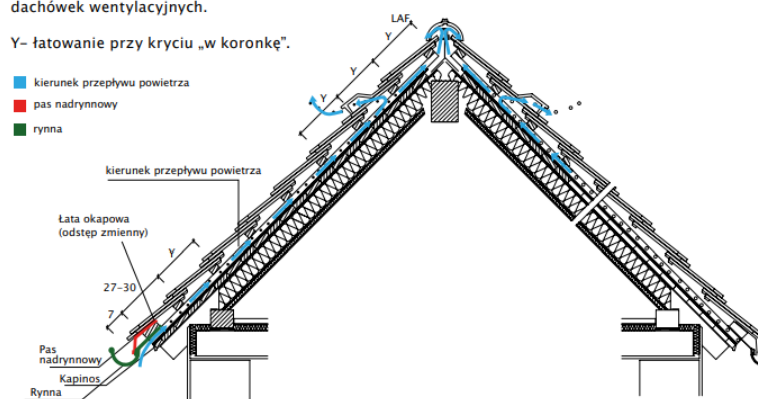 dachówek wentylacyjnych.
Y– łatowanie przy kryciu „w koronkę”.
kierunek przepływu powietrza
pas nadrynnowy
rynna
LAF
Y
Y
Y
kierunek przepływu powietrza
Łata okapowa
(odstęp zmienny)
Y
27–30
7
Pas
nadrynnowy
Kapinos
Rynna